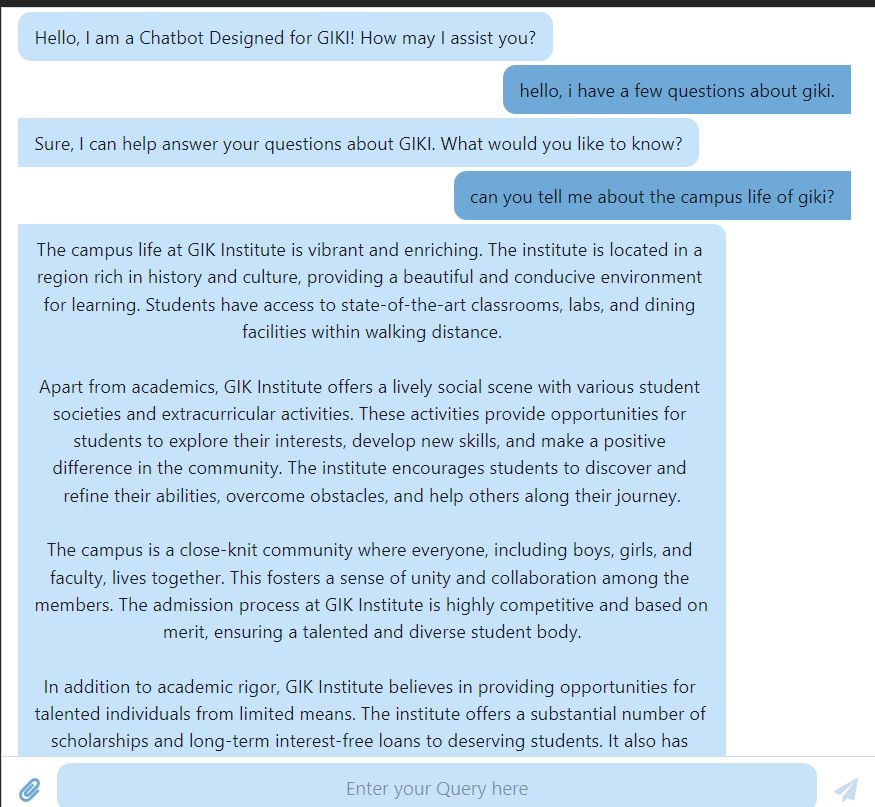 Hello, I am a Chatbot Designed for GIKI! How may I assist you?
hello, i have a few questions about giki.
Sure, I can help answer your questions about GIKI. What would you like to know?
can you tell me about the campus life of giki?
The campus life at GIK Institute is vibrant and enriching. The institute is located in a
region rich in history and culture, providing a beautiful and conducive environment
for learning. Students have access to state-of-the-art classrooms, labs, and dining
facilities within walking distance.
Apart from academics, GIK Institute offers a lively social scene with various student
societies and extracurricular activities. These activities provide opportunities for
students to explore their interests, develop new skills, and make a positive
difference in the community. The institute encourages students to discover and
refine their abilities, overcome obstacles, and help others along their journey.
The campus is a close-knit community where everyone, including boys, girls, and
faculty, lives together. This fosters a sense of unity and collaboration among the
members. The admission process at GIK Institute is highly competitive and based on
merit, ensuring a talented and diverse student body.
In addition to academic rigor, GIK Institute believes in providing opportunities for
talented individuals from limited means. The institute offers a substantial number of
scholarships and long-term interest-free loans to deserving students. It also has
Enter your Query here